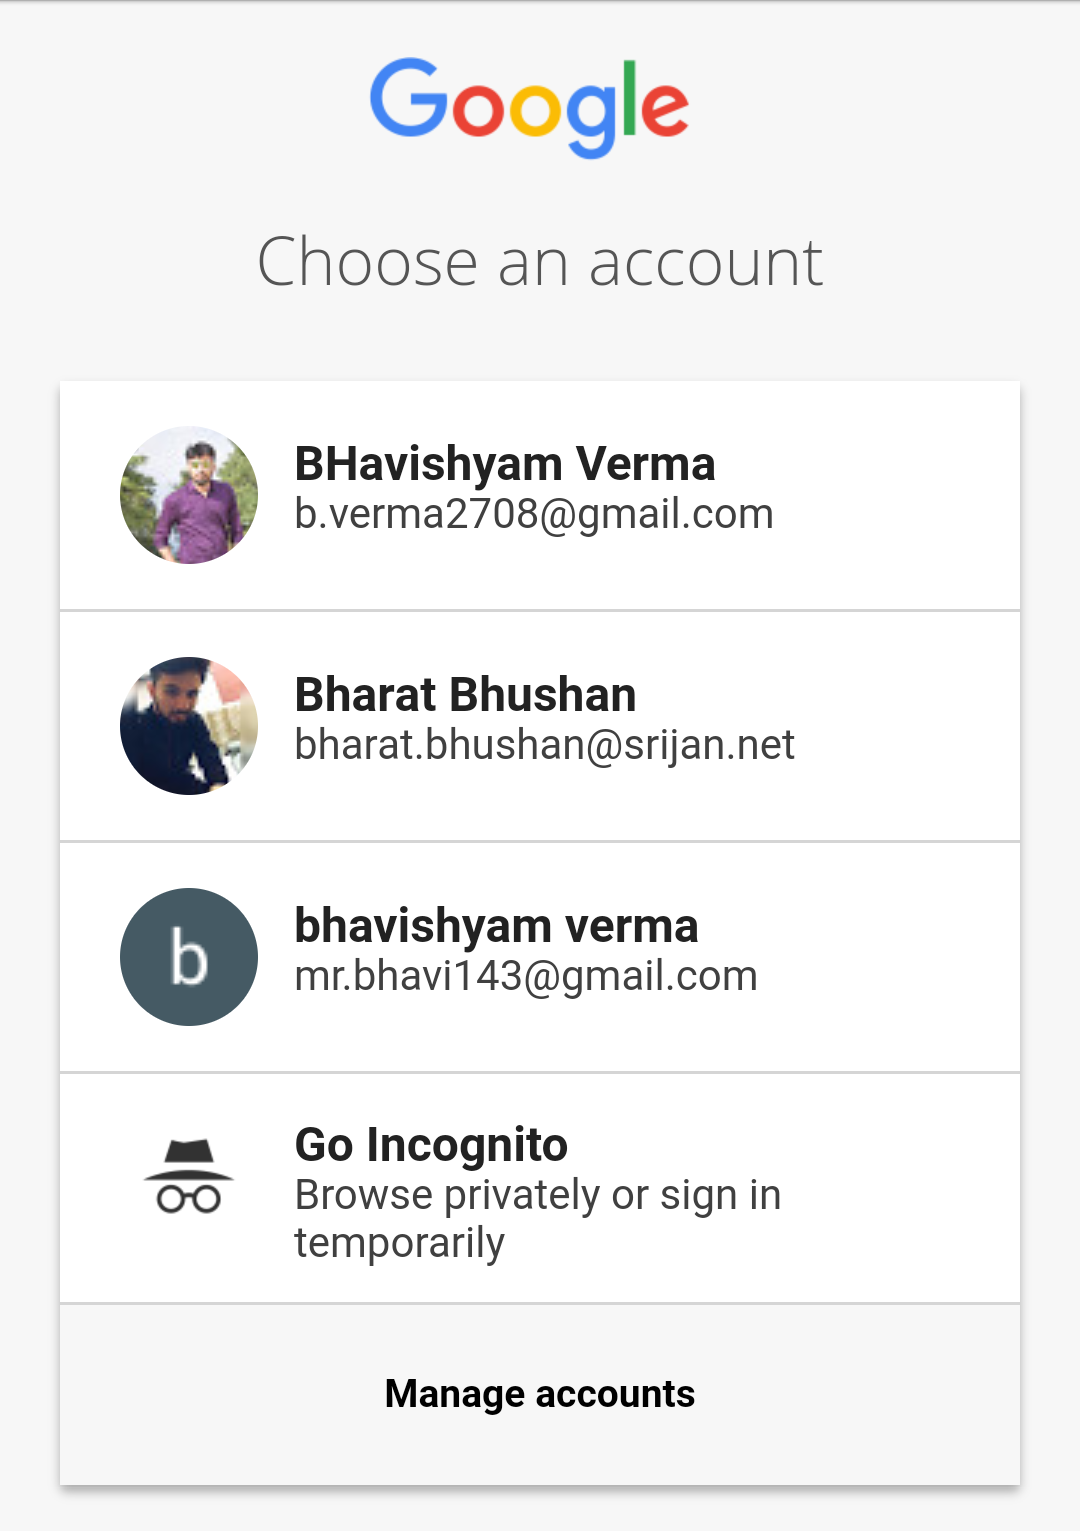 Google
Choose an account
BHavishyam Verma
b.verma2708@gmail.com
Bharat Bhushan
bharat.bhushan@srijan.net
b
bhavishyam verma
mr.bhavi143@gmail.com
Go Incognito
Browse privately or sign in
temporarily
Manage accounts